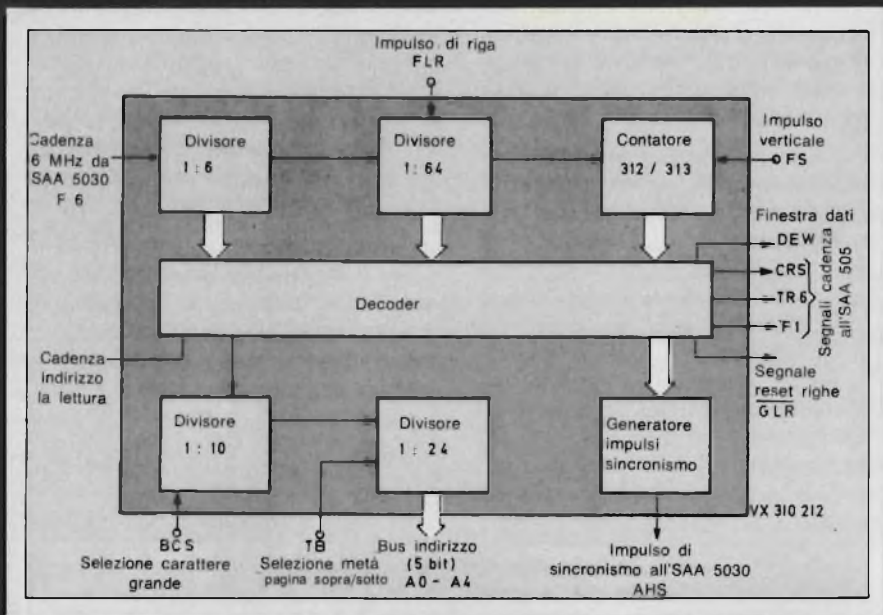 Impulso di riga
FLR
Cadenza
6 MHz da
SAA 5030
F 6
Divisore
1 : 6
Divisore
1 : 64
Contatore
312 / 313
Impulso
verticale
FS
Finestra dati
DEW
CRS
TR6
F1
Segnali cadenza
all'SAA 505
Decoder
Cadenza
indirizzo
la lettura
Segnale
reset righe
GLR
Divisore
1 : 10
Divisore
1 : 24
Generatore
impulsi
sincronismo
VX 310 212
BCS
Selezione carattere
grande
TB
Selezione metà
pagina sopra/sotto
Bus indirizzo
(5 bit)
A0 - A4
Impulso di
sincronismo all'SAA 5030
AHS